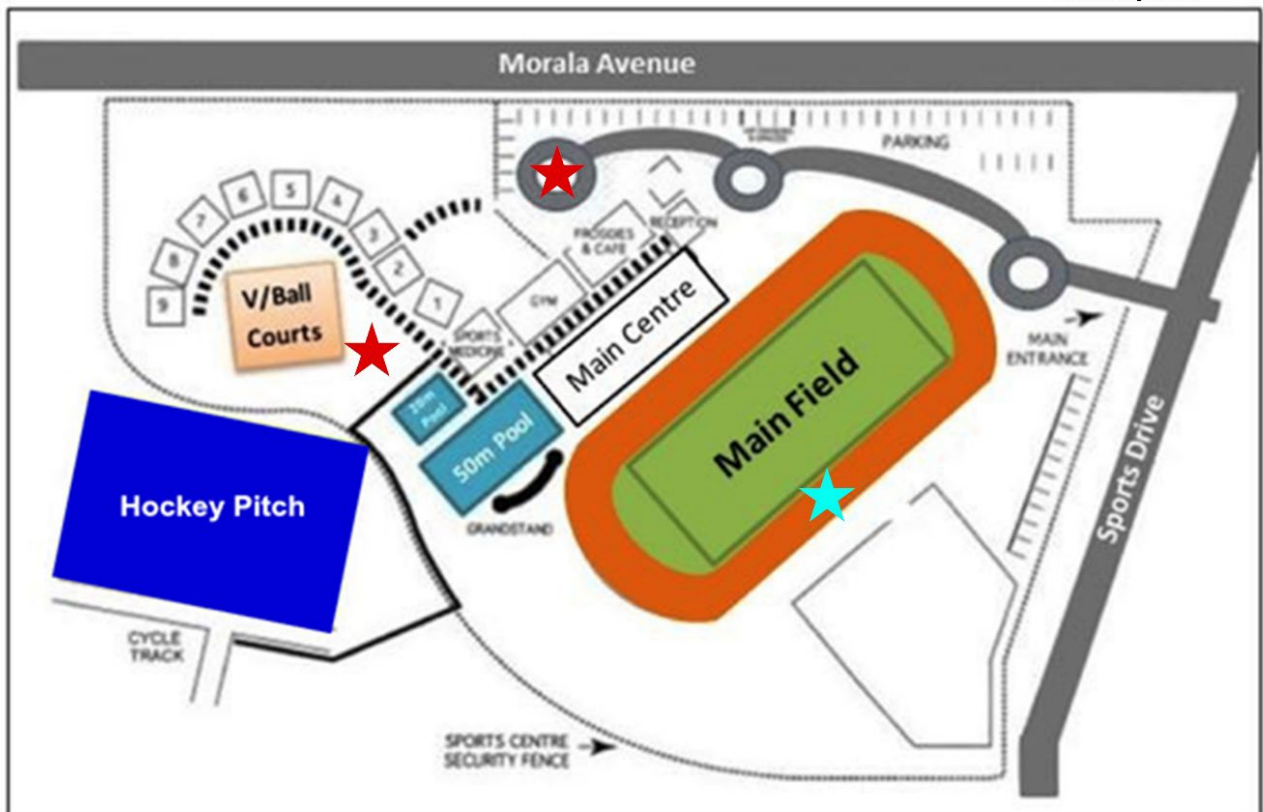 Morala Avenue
PARKING
5
6
4
7
3
8
2
9
1
RECEPTION
FROGGIES
& CAFE
GYM
SPORTS
MEDICINE
V/Ball
Courts
Main Centre
MAIN
ENTRANCE
Main Field
Pool
50m Pool
GRANDSTAND
Hockey Pitch
Sports Drive
CYCLE
TRACK
SPORTS CENTRE
SECURITY FENCE